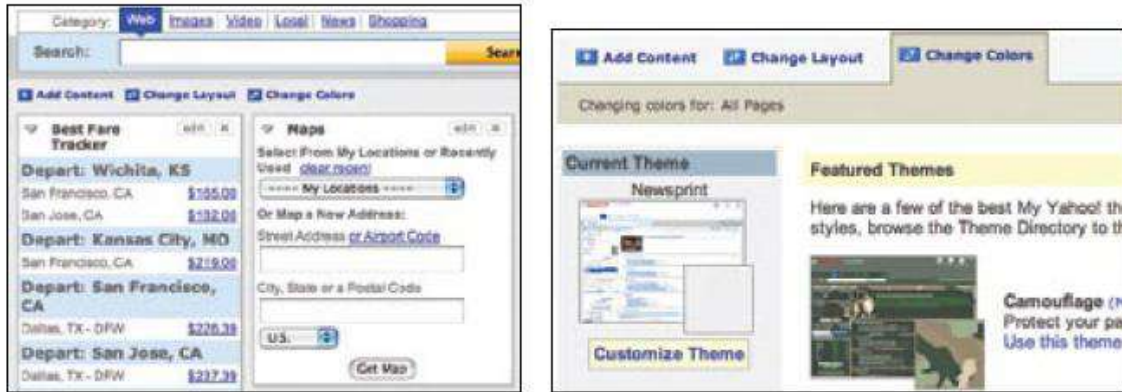 Category: Web Images Video Local News Shopping
Search:
Add Content Change Layout Change Colors
Best Fare Tracker
edit
Depart: Wichita, KS
San Francisco, CA $165.00
San Jose, CA $192.00
Depart: Kansas City, MO
San Francisco, CA $219.00
Depart: San Francisco,
CA
Dallas, TX - DFW
Depart: San Jose, CA
Dallas, TX - DFW $237.39
Maps
edit
Select From My Locations or Recently
Used clear recent
==== My Locations ====
Or Map a New Address:
Street Address or Airport Code
City, State or a Postal Code
U.S.
Get Map
Add Content Change Layout Change Colors
Changing colors for: All Pages
Current Theme
Newsprint
Customize Theme
Featured Themes
Here are a few of the best My Yahoo! th
styles, browse the Theme Directory to th
Camouflage
Protect your pa
Use this theme